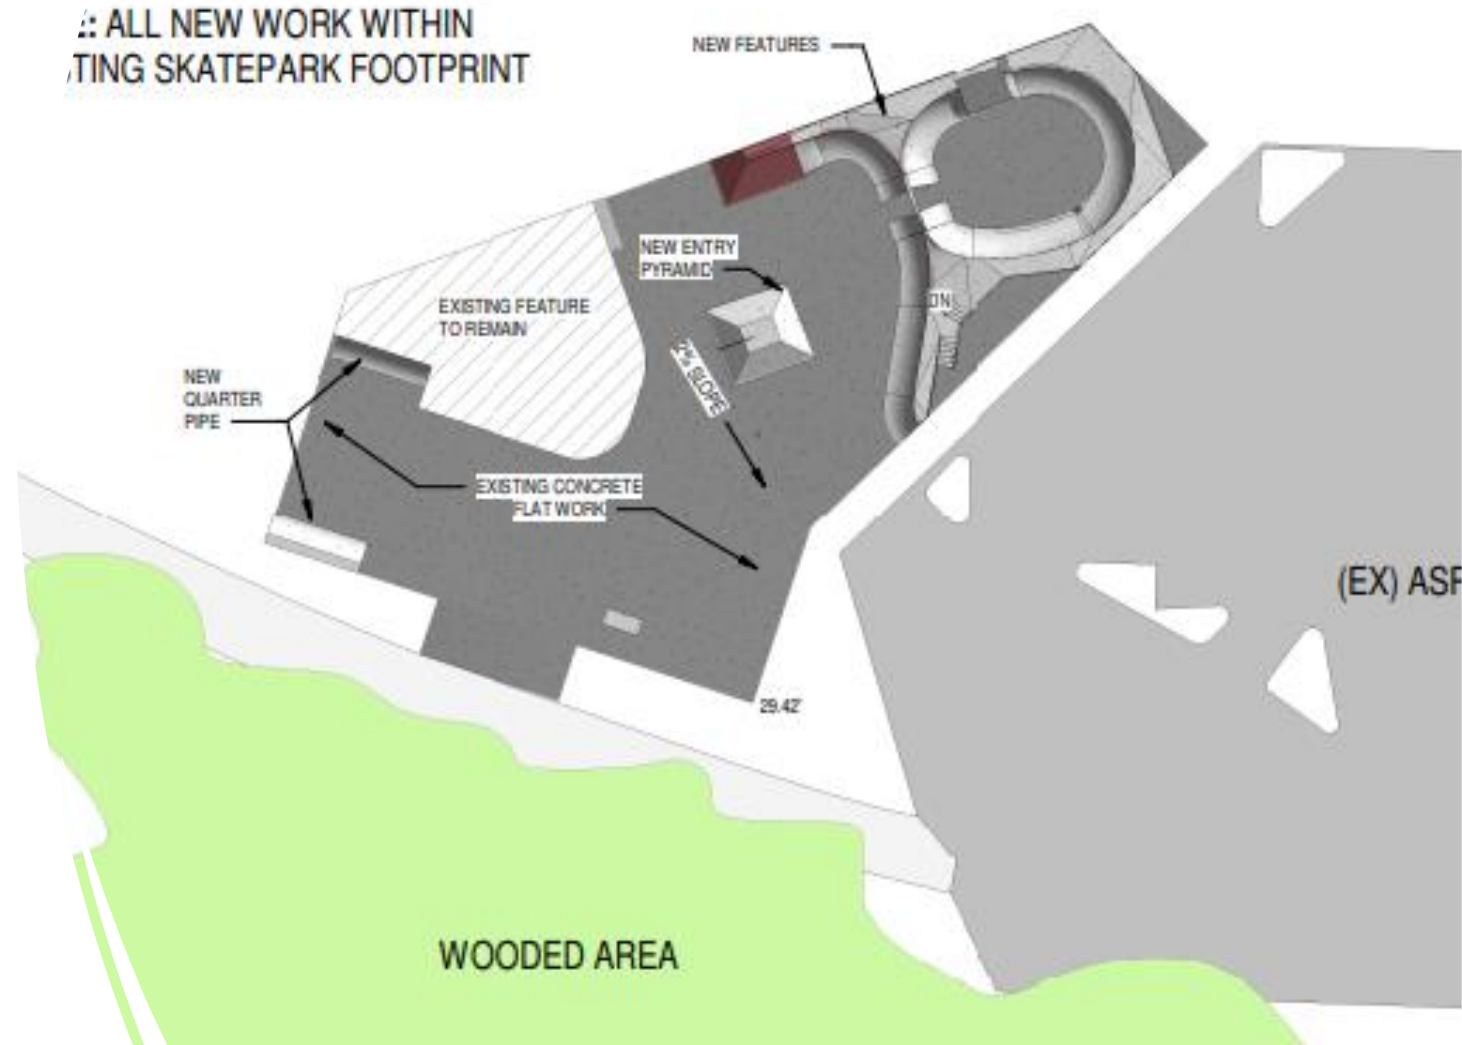 : ALL NEW WORK WITHIN
TING SKATEPARK FOOTPRINT
NEW FEATURES
NEW ENTRY
PYRAMID
EXISTING FEATURE
TO REMAIN
DN
2% SLOPE
NEW
QUARTER
PIPE
EXISTING CONCRETE
FLAT WORK
(EX) ASP
29.42'
WOODED AREA